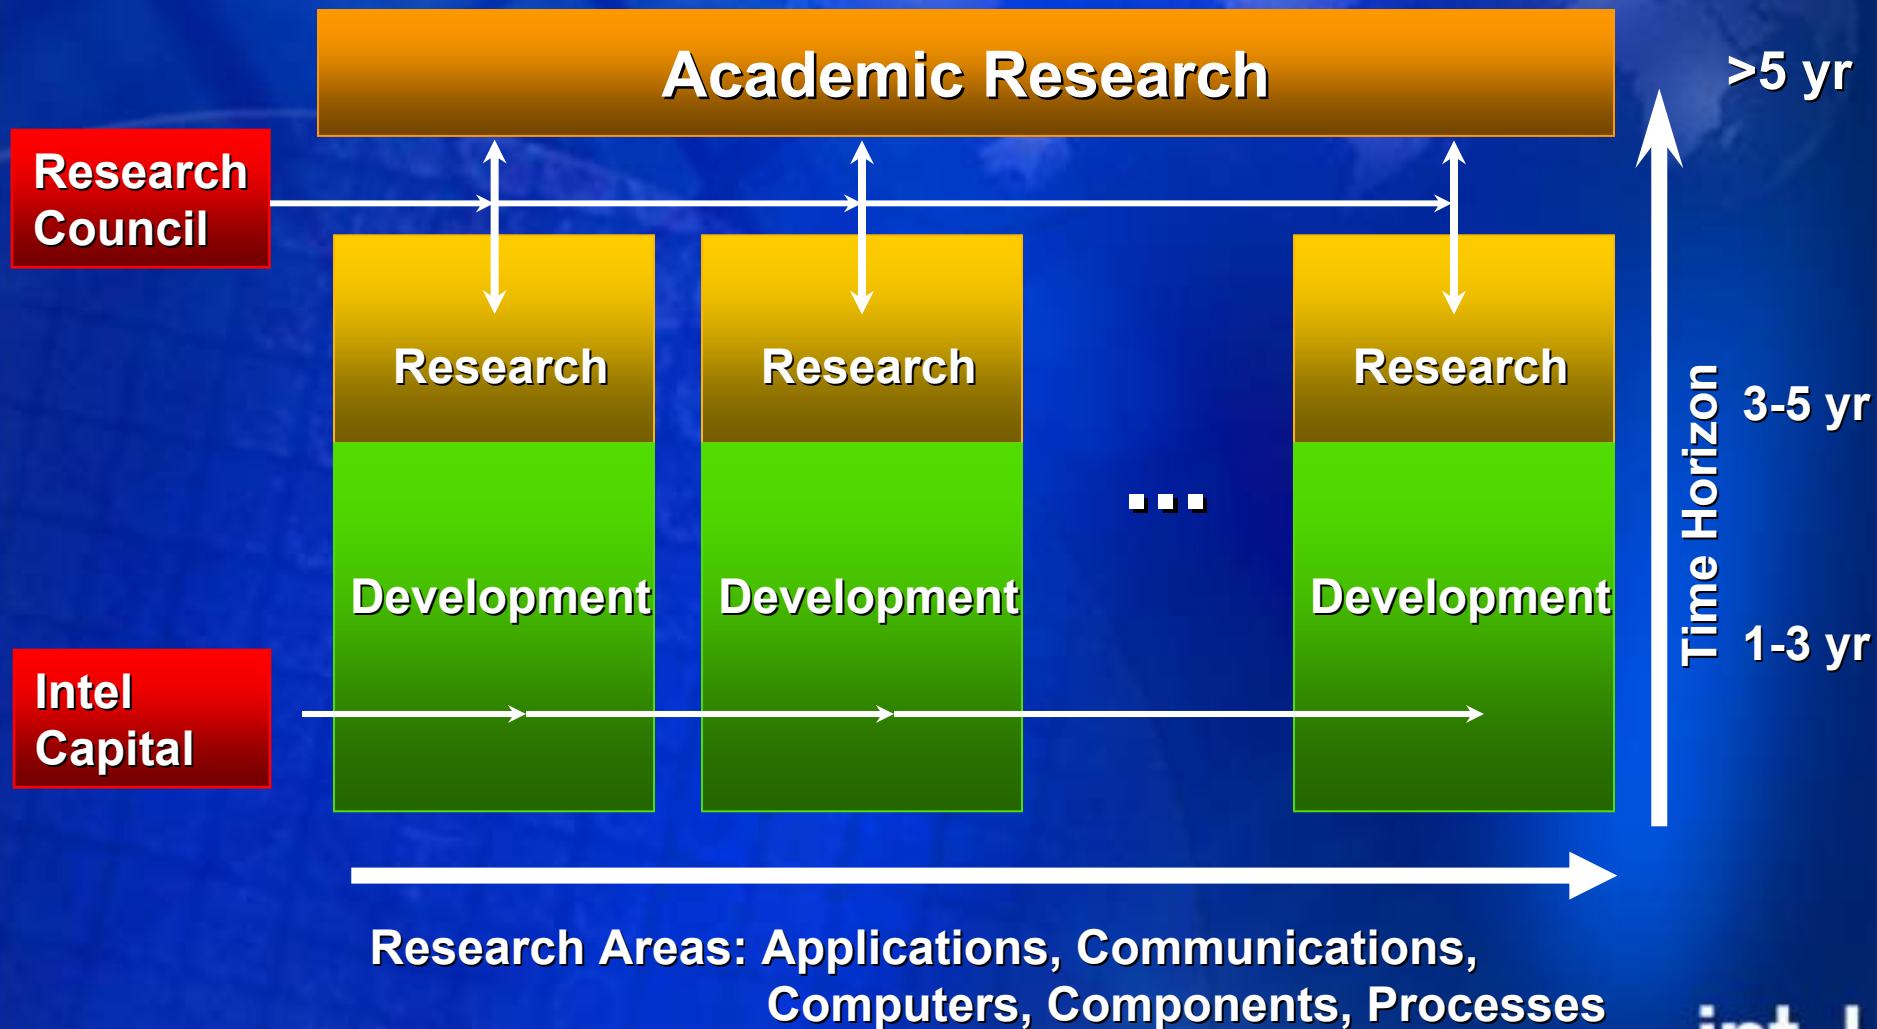 Academic Research
>5 yr
Research
Council
Research
Research
Research
3-5 yr
Time Horizon
...
Development
Development
Development
1-3 yr
Intel
Capital
Research Areas: Applications, Communications,
Computers, Components, Processes